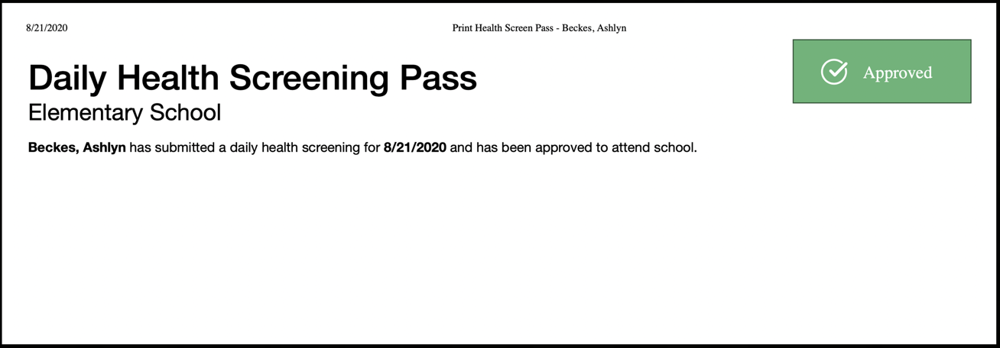 8/21/2020 Print Health Screen Pass - Beckes, Ashlyn
Approved
Daily Health Screening Pass
Elementary School
Beckes, Ashlyn has submitted a daily health screening for 8/21/2020 and has been approved to attend school.